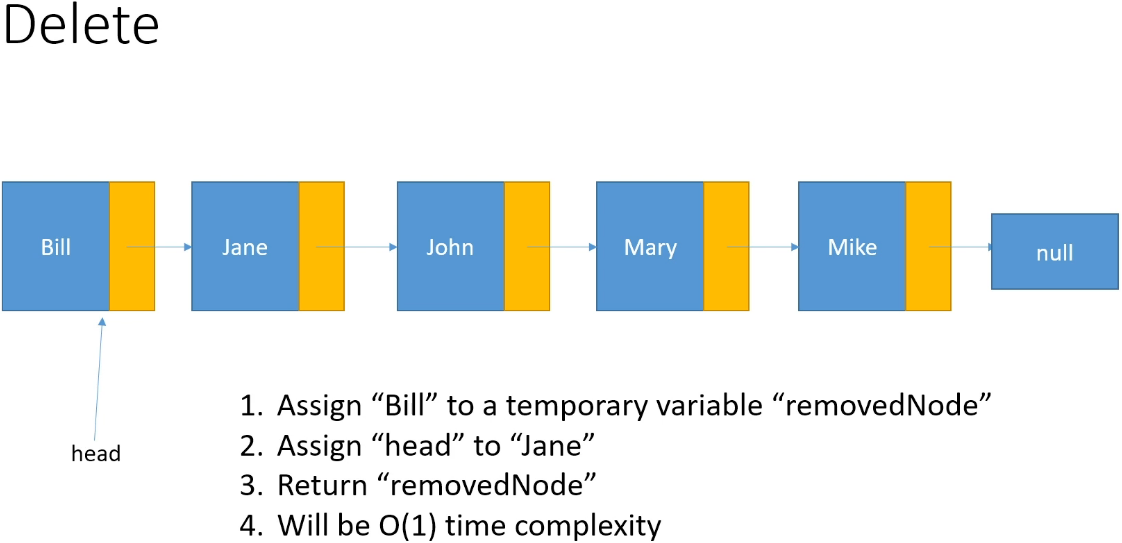 Delete
Bill
Jane
John
Mary
Mike
null
head
1. Assign “Bill” to a temporary variable “removedNode”
2. Assign “head” to “Jane”
3. Return “removedNode”
4. Will be O(1) time complexity